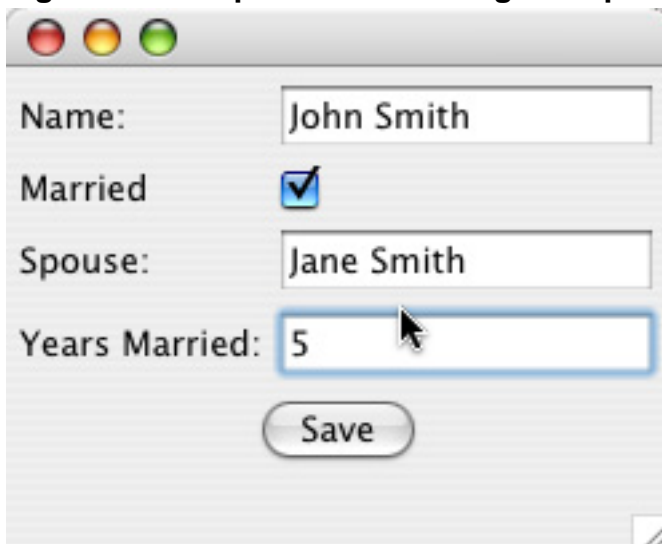 Name: John Smith
Married
Spouse: Jane Smith
Years Married: 5
Save